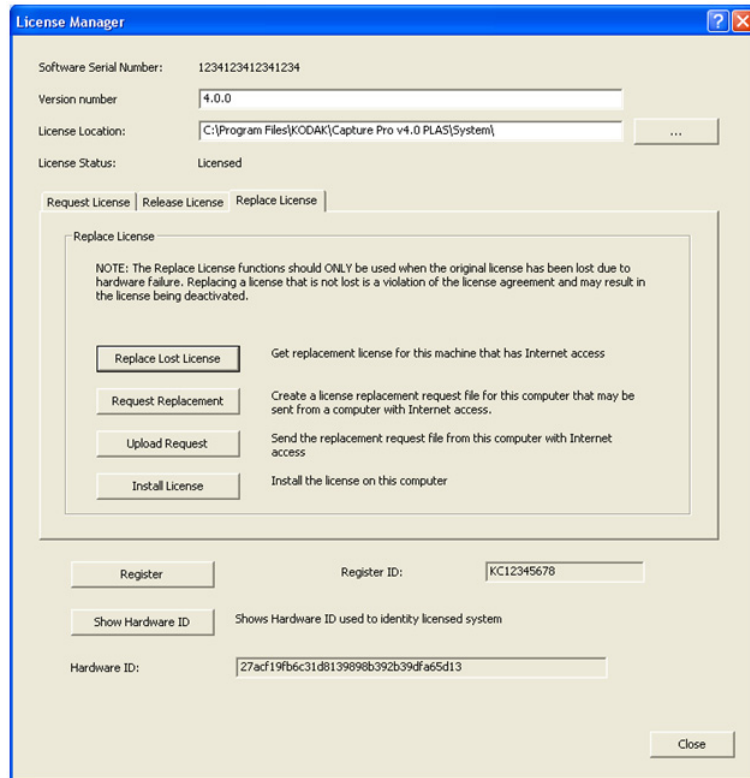 License Manager
Software Serial Number: 1234123412341234
Version number 4.0.0
License Location: C:\Program Files\KODAK\Capture Pro v4.0 PLAS\System\ ...
License Status: Licensed
Request License Release License Replace License
Replace License
NOTE: The Replace License functions should ONLY be used when the original license has been lost due to
hardware failure. Replacing a license that is not lost is a violation of the license agreement and may result in
the license being deactivated.
Replace Lost License Get replacement license for this machine that has Internet access
Request Replacement Create a license replacement request file for this computer that may be
sent from a computer with Internet access.
Upload Request Send the replacement request file from this computer with Internet
access
Install License Install the license on this computer
Register Register ID: KC12345678
Show Hardware ID Shows Hardware ID used to identity licensed system
Hardware ID: 27acf19fb6c31d8139898b392b39dfa65d13
Close